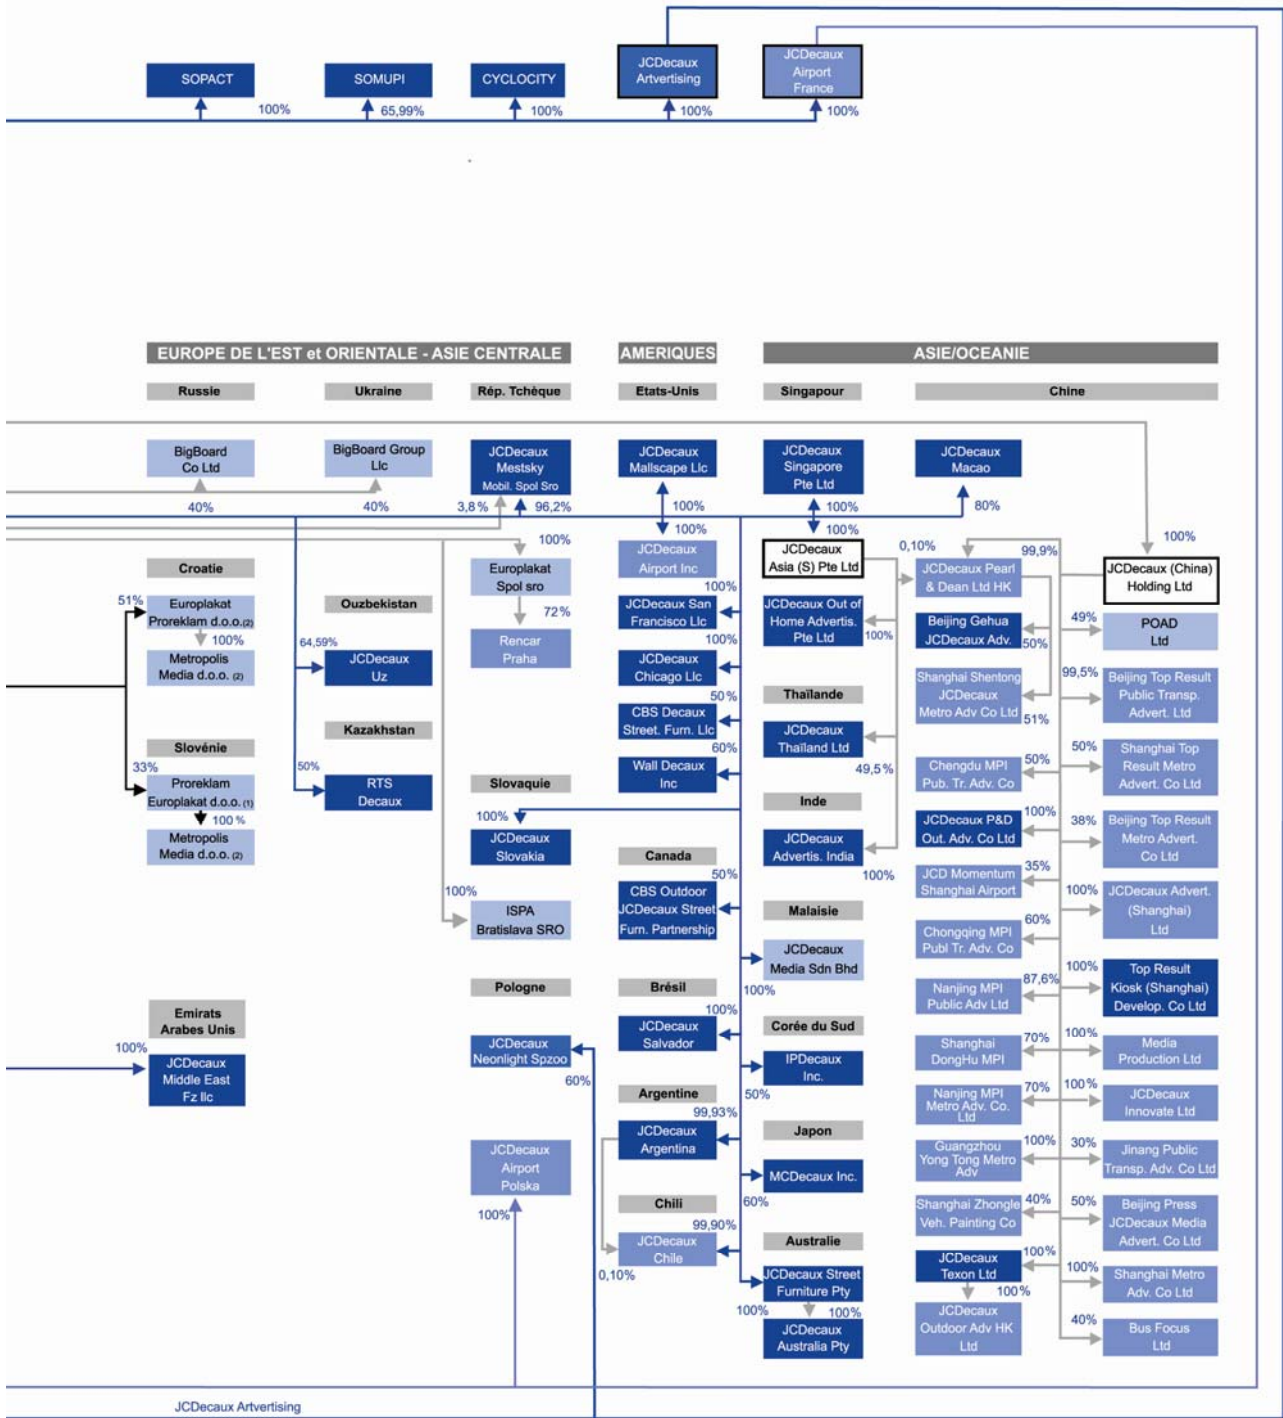 JCDecaux
Artvertising
JCDecaux
Airport
France
SOPACT
SOMUPI
CYCLOCITY
100%
65,99%
100%
100%
100%
EUROPE DE L'EST et ORIENTALE - ASIE CENTRALE
AMERIQUES
ASIE/OCEANIE
Russie
Ukraine
Rép. Tchèque
Etats-Unis
Singapour
Chine
BigBoard
Co Ltd
BigBoard Group
Llc
JCDecaux
Mestsky
Mobil. Spol Sro
JCDecaux
Mallscape Llc
JCDecaux
Singapore
Pte Ltd
JCDecaux
Macao
40%
40%
3,8 %
96,2%
100%
100%
80%
100%
100%
100%
0,10%
99,9%
100%
Croatie
Europlakat
Spol sro
JCDecaux
Airport Inc
JCDecaux
Asia (S) Pte Ltd
JCDecaux Pearl
& Dean Ltd HK
JCDecaux (China)
Holding Ltd
51%
Europlakat
Proreklam d.o.o.(2)
100%
Metropolis
Media d.o.o. (2)
Ouzbekistan
64,59%
JCDecaux
Uz
72%
Rencar
Praha
100%
JCDecaux San
Francisco Llc
100%
JCDecaux
Chicago Llc
50%
CBS Decaux
Street. Furn. Llc
60%
Wall Decaux
Inc
JCDecaux Out of
Home Advertis.
Pte Ltd
100%
Beijing Gehua
JCDecaux Adv.
50%
49%
POAD
Ltd
Shanghai Shentong
JCDecaux
Metro Adv Co Ltd
51%
99,5%
Beijing Top Result
Public Transp.
Advert. Ltd
Slovénie
33%
Proreklam
Europlakat d.o.o. (1)
100 %
Metropolis
Media d.o.o. (2)
Kazakhstan
50%
RTS
Decaux
Slovaquie
100%
JCDecaux
Slovakia
100%
ISPA
Bratislava SRO
Thaïlande
JCDecaux
Thaïland Ltd
49,5%
Inde
JCDecaux
Advertis. India
100%
Chengdu MPI
Pub. Tr. Adv. Co
50%
50%
Shanghai Top
Result Metro
Advert. Co Ltd
JCDecaux P&D
Out. Adv. Co Ltd
100%
38%
Beijing Top Result
Metro Advert.
Co Ltd
Canada
50%
CBS Outdoor
JCDecaux Street
Furn. Partnership
Malaisie
JCDecaux
Media Sdn Bhd
100%
JCD Momentum
Shanghai Airport
35%
100%
JCDecaux Advert.
(Shanghai)
Ltd
Chongqing MPI
Publ Tr. Adv. Co
60%
100%
Top Result
Kiosk (Shanghai)
Develop. Co Ltd
Nanjing MPI
Public Adv Ltd
87,6%
Emirats
Arabes Unis
100%
JCDecaux
Middle East
Fz llc
Pologne
JCDecaux
Neonlight Spzoo
60%
Brésil
100%
JCDecaux
Salvador
Corée du Sud
IPDecaux
Inc.
50%
Shanghai
DongHu MPI
70%
100%
Media
Production Ltd
Argentine
99,93%
JCDecaux
Argentina
Japon
MCDecaux Inc.
60%
Nanjing MPI
Metro Adv. Co.
Ltd
70%
100%
JCDecaux
Innovate Ltd
JCDecaux
Airport
Polska
100%
Guangzhou
Yong Tong Metro
Adv
100%
30%
Jinang Public
Transp. Adv. Co Ltd
Chili
99,90%
JCDecaux
Chile
0,10%
Australie
JCDecaux Street
Furniture Pty
100%
100%
JCDecaux
Australia Pty
Shanghai Zhongle
Veh. Painting Co
40%
50%
Beijing Press
JCDecaux Media
Advert. Co Ltd
JCDecaux
Texon Ltd
100%
100%
100%
Shanghai Metro
Adv. Co Ltd
JCDecaux
Outdoor Adv HK
Ltd
40%
Bus Focus
Ltd
JCDecaux Artvertising